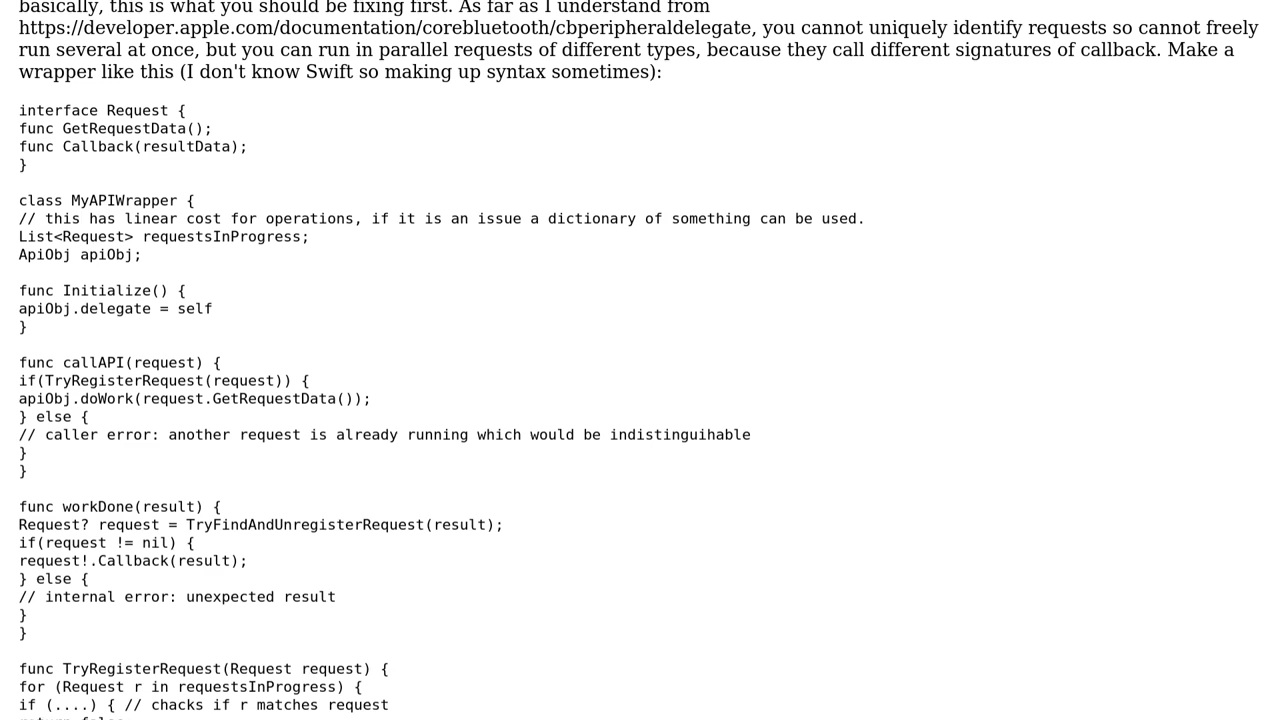 basically, this is what you should be fixing first. As far as I understand from
https://developer.apple.com/documentation/corebluetooth/cbperipheraldelegate, you cannot uniquely identify requests so cannot freely
run several at once, but you can run in parallel requests of different types, because they call different signatures of callback. Make a
wrapper like this (I don't know Swift so making up syntax sometimes):
interface Request {
func GetRequestData();
func Callback(resultData);
}
class MyAPIWrapper {
// this has linear cost for operations, if it is an issue a dictionary of something can be used.
List<Request> requestsInProgress;
ApiObj apiObj;
func Initialize() {
apiObj.delegate = self
}
func callAPI(request) {
if(TryRegisterRequest(request)) {
apiObj.doWork(request.GetRequestData());
} else {
// caller error: another request is already running which would be indistinguihable
}
}
func workDone(result) {
Request? request = TryFindAndUnregisterRequest(result);
if(request != nil) {
request!.Callback(result);
} else {
// internal error: unexpected result
}
}
func TryRegisterRequest(Request request) {
for (Request r in requestsInProgress) {
if (....) { // chacks if r matches request